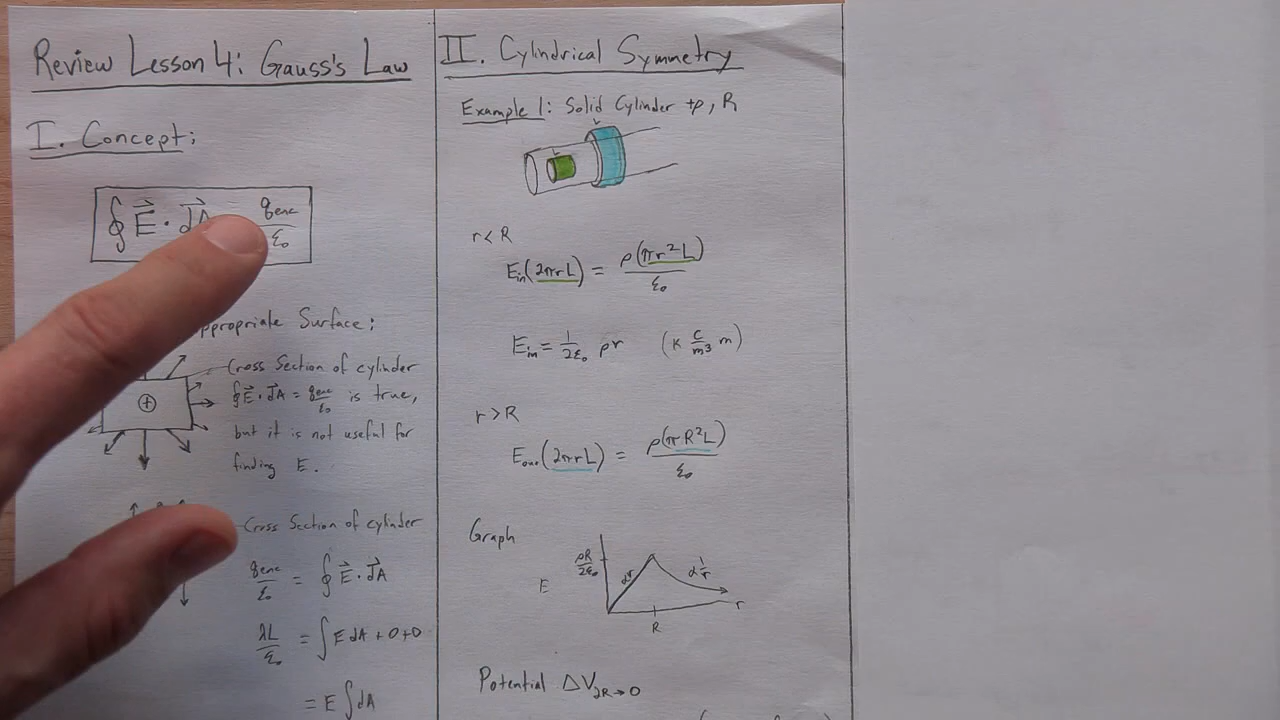 Review Lesson 4: Gauss's Law
I. Concept:
∮ E⃗ · dA⃗ q_enc/ε₀
Appropriate Surface:
Cross Section of cylinder
∮ E⃗ · dA⃗ = q_enc/ε₀ is true,
but it is not useful for
finding E.
+
Cross Section of cylinder
q_enc/ε₀ = ∮ E⃗ · dA⃗
λL/ε₀ = ∫ E dA + 0 + 0
= E ∫ dA
II. Cylindrical Symmetry
Example 1: Solid Cylinder +ρ, R
r < R
E_in (2πrL) = ρ(πr²L)/ε₀
E_in = 1/2ε₀ ρr (k C/m³ m)
r > R
E_out (2πrL) = ρ(πR²L)/ε₀
Graph
ρR/2ε₀
E
αr
α 1/r
R
r
Potential ΔV_2R→0